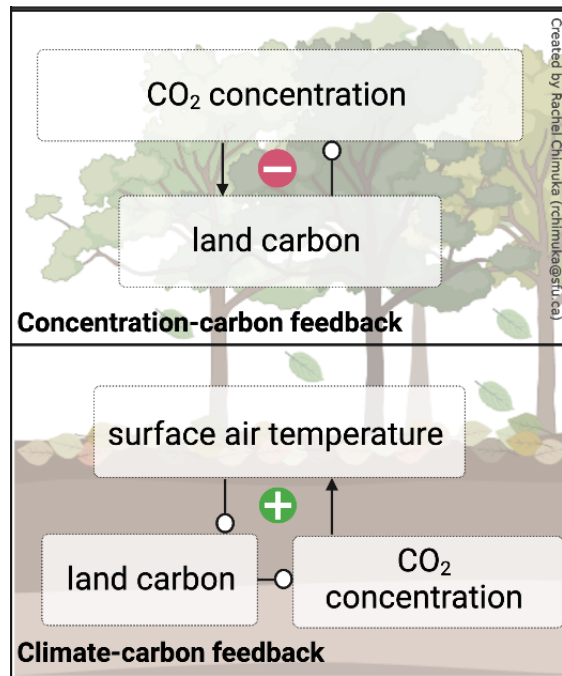 CO₂ concentration
land carbon
Concentration-carbon feedback
Created by Rachel Chimuka (rchimuka@sfu.ca)
surface air temperature
land carbon
CO₂
concentration
Climate-carbon feedback